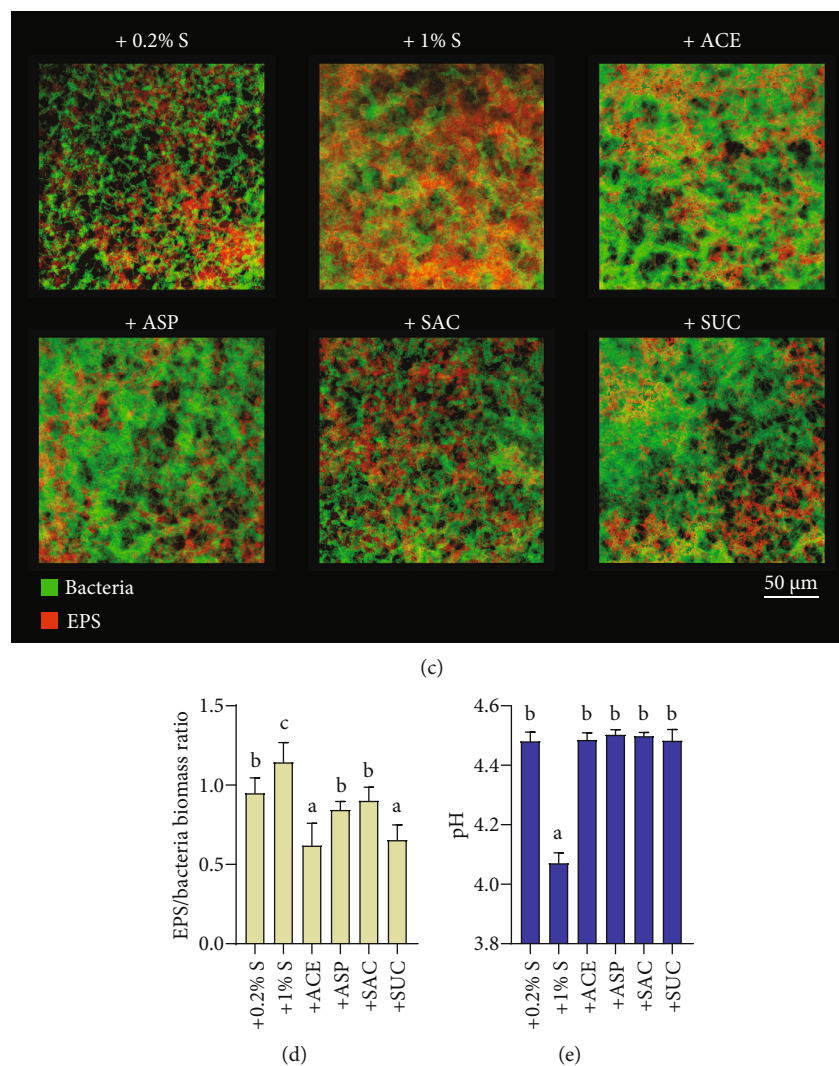 + 0.2% S + 1% S + ACE
+ ASP + SAC + SUC
Bacteria
EPS
50 μm
(c)
EPS/bacteria biomass ratio
1.5
1.0
0.5
0.0
b c a b b a
+0.2% S +1% S +ACE +ASP +SAC +SUC
(d)
pH
4.6
4.4
4.2
4.0
3.8
b a b b b b
+0.2% S +1% S +ACE +ASP +SAC +SUC
(e)